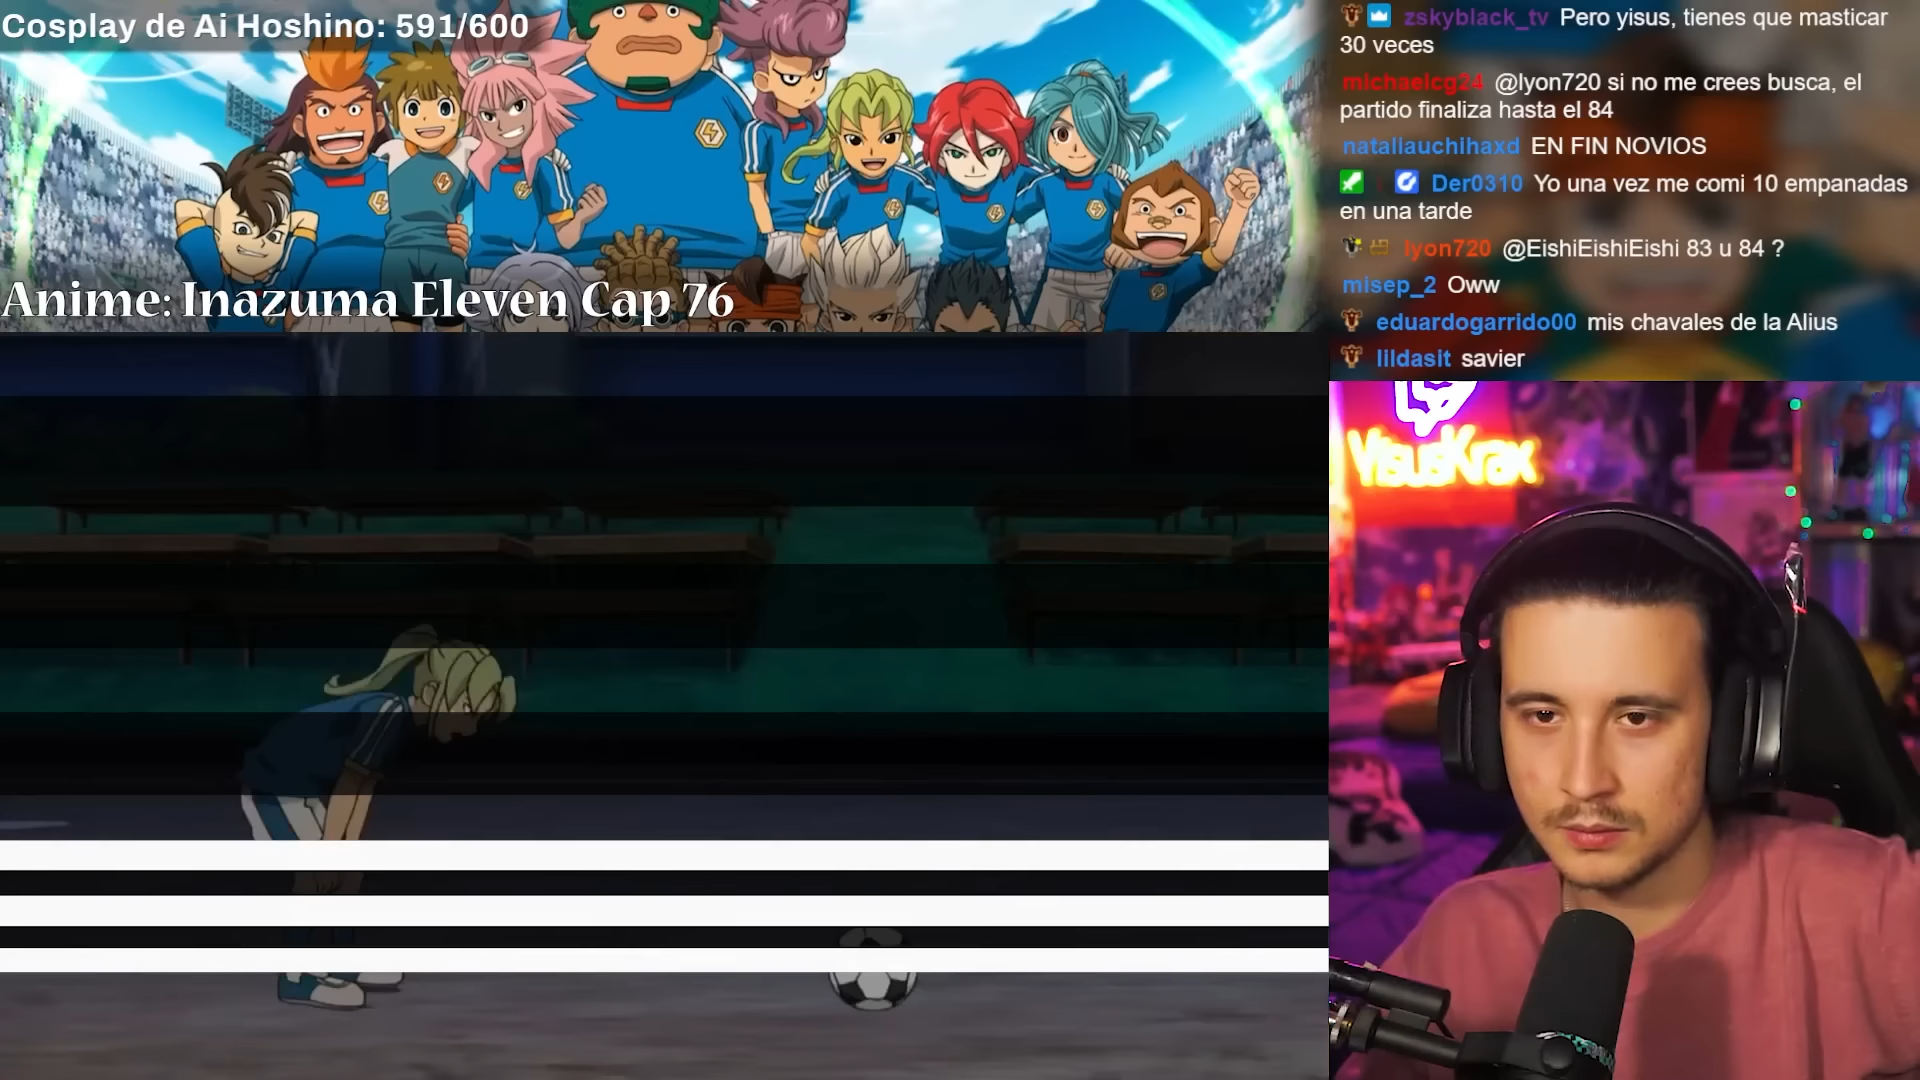 Cosplay de Ai Hoshino: 591/600
Anime: Inazuma Eleven Cap 76
zskyblack_tv Pero yisus, tienes que masticar
30 veces
michaelcg24 @lyon720 si no me crees busca, el
partido finaliza hasta el 84
nataliauchihaxd EN FIN NOVIOS
Der0310 Yo una vez me comi 10 empanadas
en una tarde
lyon720 @EishiEishiEishi 83 u 84 ?
misep_2 Oww
eduardogarrido00 mis chavales de la Alius
lildasit savier
YisusKrax